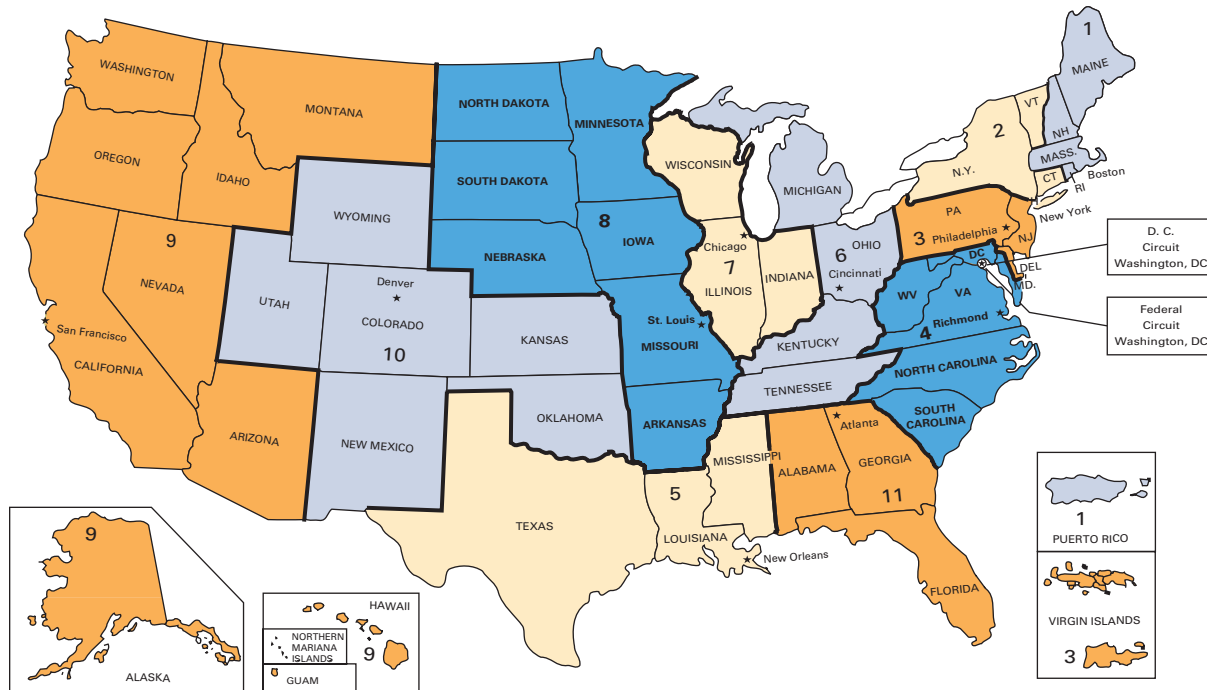 WASHINGTON
MONTANA
OREGON
IDAHO
WYOMING
9
NEVADA
UTAH
San Francisco
CALIFORNIA
ARIZONA
Denver
COLORADO
10
NEW MEXICO
KANSAS
OKLAHOMA
NORTH DAKOTA
SOUTH DAKOTA
NEBRASKA
MINNESOTA
8
IOWA
St. Louis
MISSOURI
ARKANSAS
WISCONSIN
Chicago
7
ILLINOIS
INDIANA
MICHIGAN
OHIO
6
Cincinnati
KENTUCKY
TENNESSEE
TEXAS
5
LOUISIANA
New Orleans
MISSISSIPPI
ALABAMA
Atlanta
GEORGIA
11
FLORIDA
1
MAINE
VT
NH
MASS.
Boston
RI
CT
2
N.Y.
New York
PA
3
Philadelphia
NJ
DEL
MD.
DC
WV
VA
Richmond
4
NORTH CAROLINA
SOUTH
CAROLINA
D. C.
Circuit
Washington, DC
Federal
Circuit
Washington, DC
9
ALASKA
HAWAII
NORTHERN
MARIANA
ISLANDS
9
GUAM
1
PUERTO RICO
VIRGIN ISLANDS
3